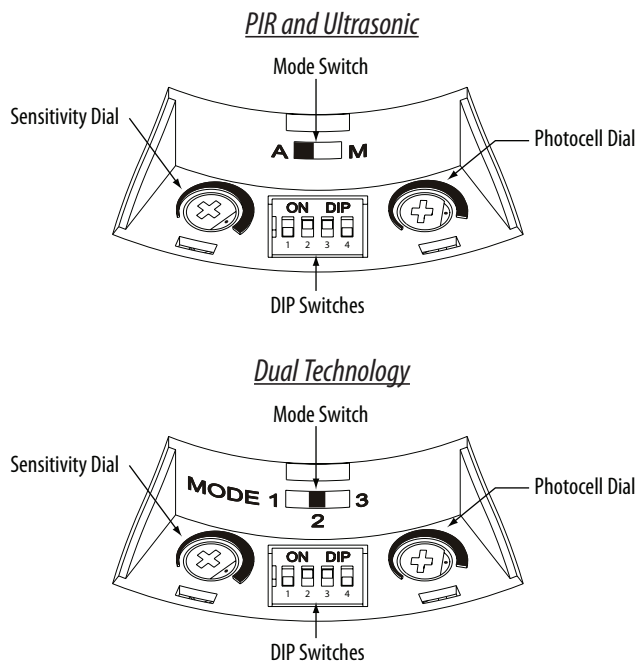 PIR and Ultrasonic
Mode Switch
Sensitivity Dial
Photocell Dial
A M
ON DIP
1 2 3 4
DIP Switches
Dual Technology
Mode Switch
Sensitivity Dial
Photocell Dial
MODE 1 3
2
ON DIP
1 2 3 4
DIP Switches